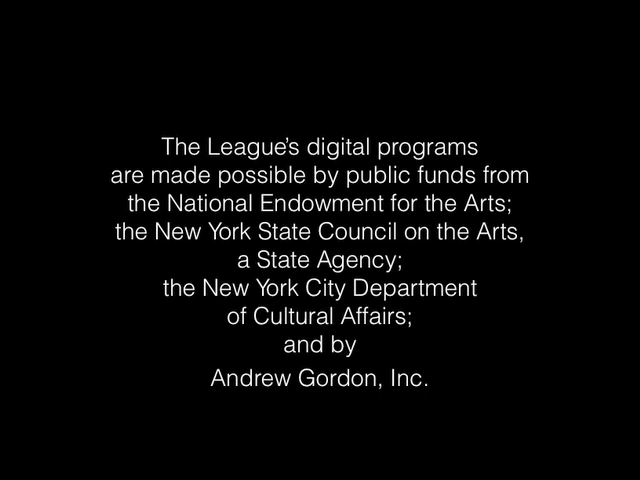 The League’s digital programs
are made possible by public funds from
the National Endowment for the Arts;
the New York State Council on the Arts,
a State Agency;
the New York City Department
of Cultural Affairs;
and by
Andrew Gordon, Inc.